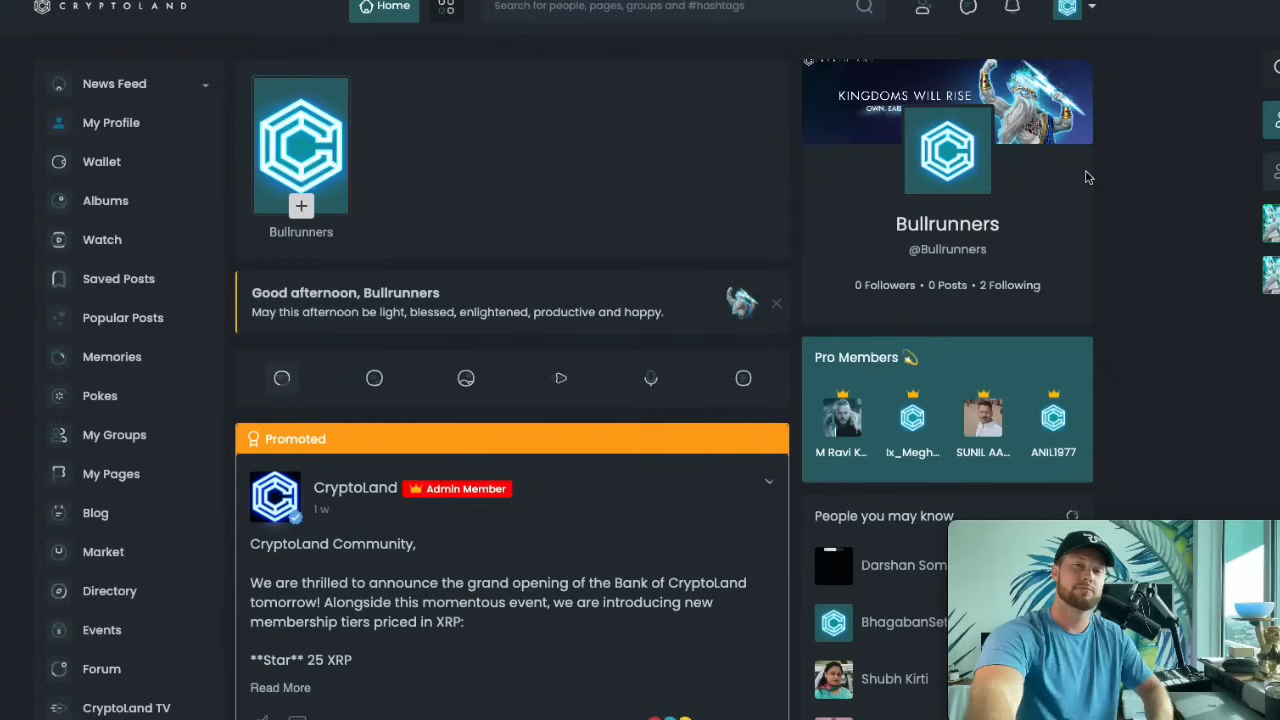 CRYPTOLAND
Home
Search for people, pages, groups and #hashtags
News Feed
My Profile
Wallet
Albums
Watch
Saved Posts
Popular Posts
Memories
Pokes
My Groups
My Pages
Blog
Market
Directory
Events
Forum
CryptoLand TV
Bullrunners
Good afternoon, Bullrunners
May this afternoon be light, blessed, enlightened, productive and happy.
Promoted
CryptoLand Admin Member
1 w
CryptoLand Community,
We are thrilled to announce the grand opening of the Bank of CryptoLand
tomorrow! Alongside this momentous event, we are introducing new
membership tiers priced in XRP:
**Star** 25 XRP
Read More
KINGDOMS WILL RISE
OWN. EAR
Bullrunners
@Bullrunners
0 Followers • 0 Posts • 2 Following
Pro Members
M Ravi K...
Ix_Megh...
SUNIL AA...
ANIL1977
People you may know
Darshan Som
BhagabanSet
Shubh Kirti